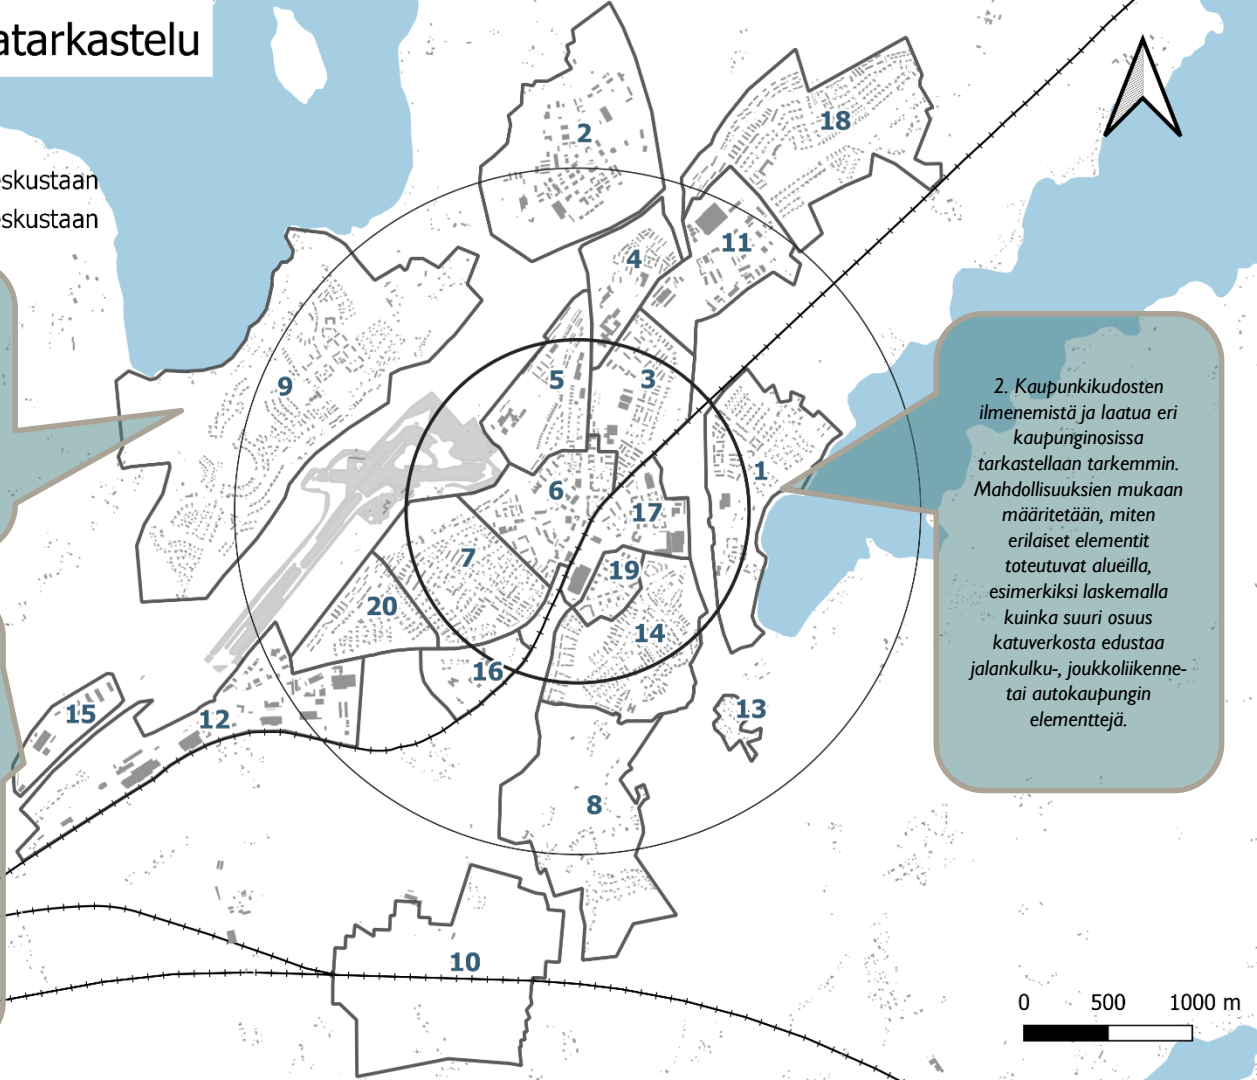 atarkastelu
eskustaan
eskustaan
2
18
11
4
9
5
3
1
6
17
7
19
20
14
16
15
12
13
8
10
2. Kaupunkikudosten
ilmenemistä ja laatua eri
kaupunginosissa
tarkastellaan tarkemmin.
Mahdollisuuksien mukaan
määritetään, miten
erilaiset elementit
toteutuvat alueilla,
esimerkiksi laskemalla
kuinka suuri osuus
katuverkosta edustaa
jalankulku-, joukkoliikenne-
tai autokaupungin
elementtejä.
0 500 1000 m